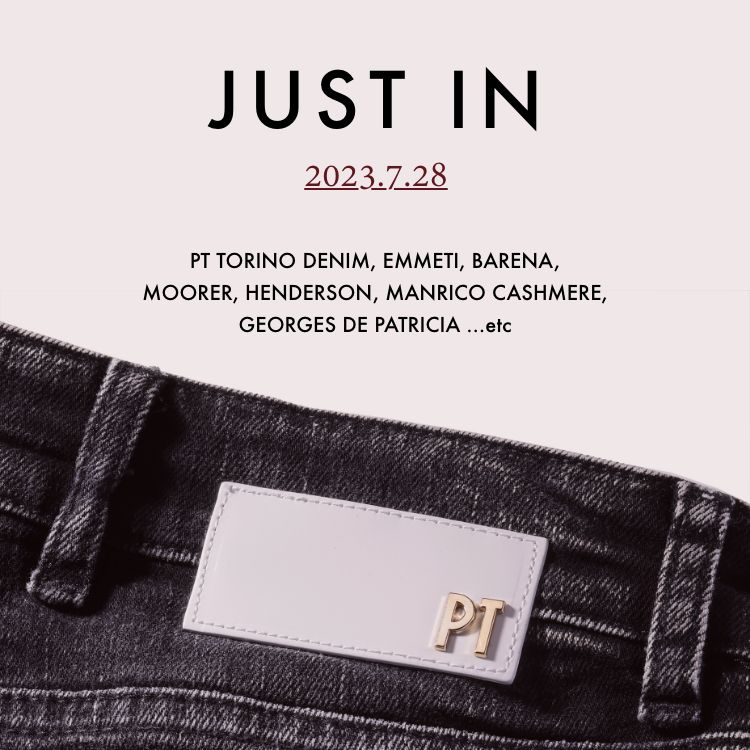 JUST IN
2023.7.28
PT TORINO DENIM, EMMETI, BARENA,
MOORER, HENDERSON, MANRICO CASHMERE,
GEORGES DE PATRICIA ...etc
PT